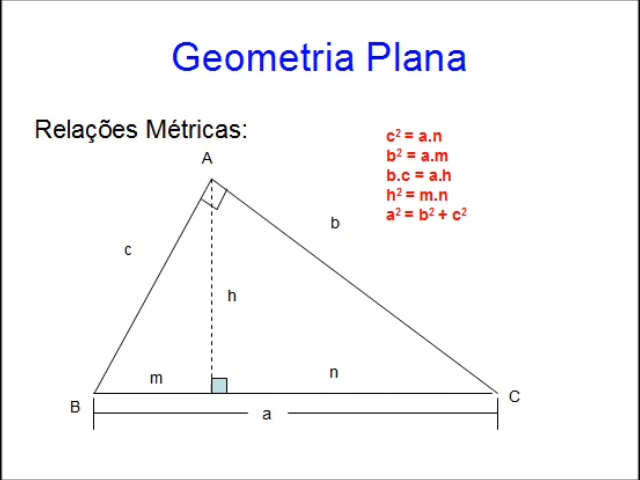 Geometria Plana
Relações Métricas:
c² = a.n
b² = a.m
b.c = a.h
h² = m.n
a² = b² + c²
A
b
c
h
m
n
B
C
a